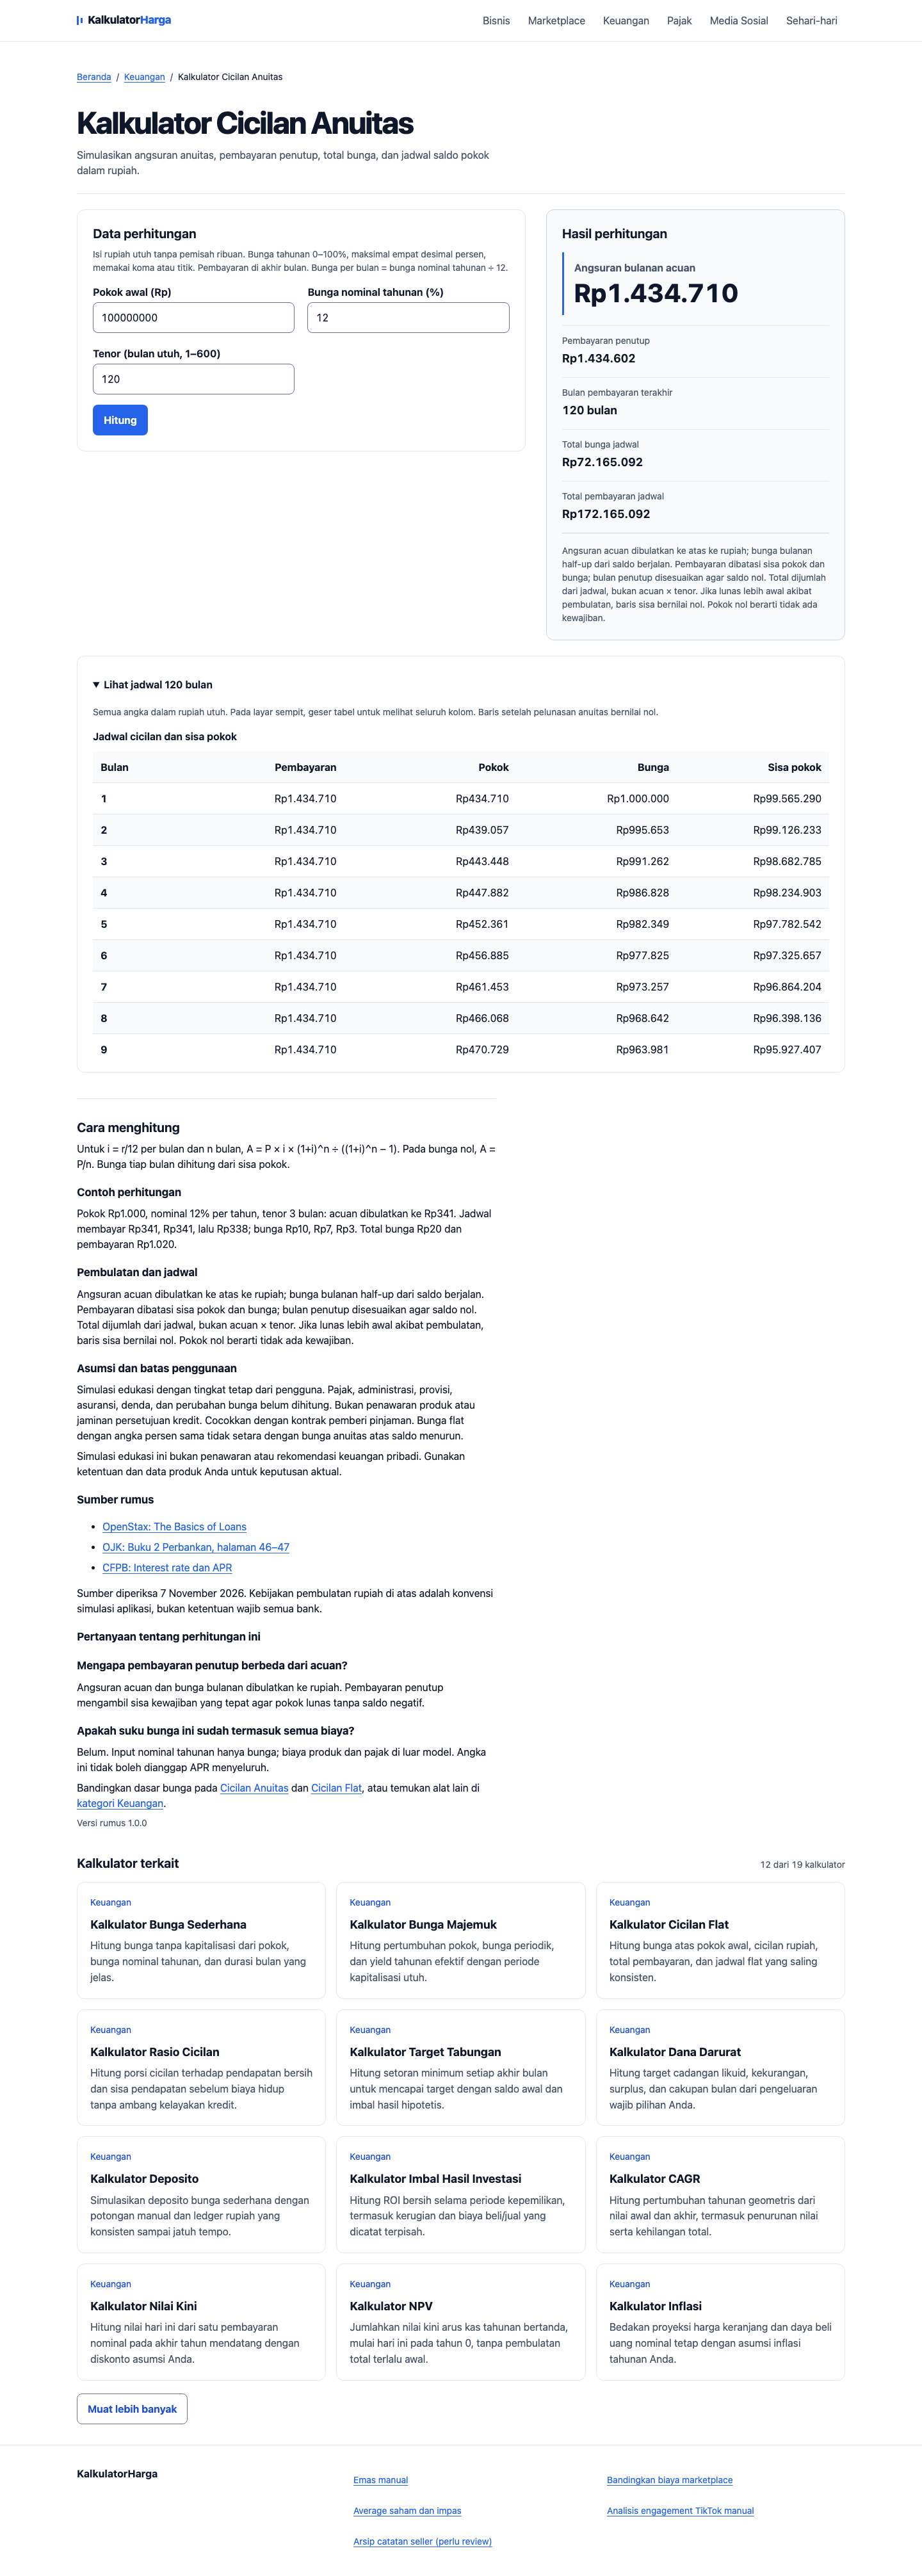 KalkulatorHarga
Bisnis
Marketplace
Keuangan
Pajak
Media Sosial
Sehari-hari
Beranda / Keuangan / Kalkulator Cicilan Anuitas
Kalkulator Cicilan Anuitas
Simulasikan angsuran anuitas, pembayaran penutup, total bunga, dan jadwal saldo pokok
dalam rupiah.
Data perhitungan
Isi rupiah utuh tanpa pemisah ribuan. Bunga tahunan 0–100%, maksimal empat desimal persen,
memakai koma atau titik. Pembayaran di akhir bulan. Bunga per bulan = bunga nominal tahunan ÷ 12.
Pokok awal (Rp)
100000000
Bunga nominal tahunan (%)
12
Tenor (bulan utuh, 1–600)
120
Hitung
Hasil perhitungan
Angsuran bulanan acuan
Rp1.434.710
Pembayaran penutup
Rp1.434.602
Bulan pembayaran terakhir
120 bulan
Total bunga jadwal
Rp72.165.092
Total pembayaran jadwal
Rp172.165.092
Angsuran acuan dibulatkan ke atas ke rupiah; bunga bulanan
half-up dari saldo berjalan. Pembayaran dibatasi sisa pokok dan
bunga; bulan penutup disesuaikan agar saldo nol. Total dijumlah
dari jadwal, bukan acuan × tenor. Jika lunas lebih awal akibat
pembulatan, baris sisa bernilai nol. Pokok nol berarti tidak ada
kewajiban.
▼ Lihat jadwal 120 bulan
Semua angka dalam rupiah utuh. Pada layar sempit, geser tabel untuk melihat seluruh kolom. Baris setelah pelunasan anuitas bernilai nol.
Jadwal cicilan dan sisa pokok
Bulan Pembayaran Pokok Bunga Sisa pokok
1 Rp1.434.710 Rp434.710 Rp1.000.000 Rp99.565.290
2 Rp1.434.710 Rp439.057 Rp995.653 Rp99.126.233
3 Rp1.434.710 Rp443.448 Rp991.262 Rp98.682.785
4 Rp1.434.710 Rp447.882 Rp986.828 Rp98.234.903
5 Rp1.434.710 Rp452.361 Rp982.349 Rp97.782.542
6 Rp1.434.710 Rp456.885 Rp977.825 Rp97.325.657
7 Rp1.434.710 Rp461.453 Rp973.257 Rp96.864.204
8 Rp1.434.710 Rp466.068 Rp968.642 Rp96.398.136
9 Rp1.434.710 Rp470.729 Rp963.981 Rp95.927.407
Cara menghitung
Untuk i = r/12 per bulan dan n bulan, A = P × i × (1+i)^n ÷ ((1+i)^n − 1). Pada bunga nol, A =
P/n. Bunga tiap bulan dihitung dari sisa pokok.
Contoh perhitungan
Pokok Rp1.000, nominal 12% per tahun, tenor 3 bulan: acuan dibulatkan ke Rp341. Jadwal
membayar Rp341, Rp341, lalu Rp338; bunga Rp10, Rp7, Rp3. Total bunga Rp20 dan
pembayaran Rp1.020.
Pembulatan dan jadwal
Angsuran acuan dibulatkan ke atas ke rupiah; bunga bulanan half-up dari saldo berjalan.
Pembayaran dibatasi sisa pokok dan bunga; bulan penutup disesuaikan agar saldo nol.
Total dijumlah dari jadwal, bukan acuan × tenor. Jika lunas lebih awal akibat pembulatan,
baris sisa bernilai nol. Pokok nol berarti tidak ada kewajiban.
Asumsi dan batas penggunaan
Simulasi edukasi dengan tingkat tetap dari pengguna. Pajak, administrasi, provisi,
asuransi, denda, dan perubahan bunga belum dihitung. Bukan penawaran produk atau
jaminan persetujuan kredit. Cocokkan dengan kontrak pemberi pinjaman. Bunga flat
dengan angka persen sama tidak setara dengan bunga anuitas atas saldo menurun.
Simulasi edukasi ini bukan penawaran atau rekomendasi keuangan pribadi. Gunakan
ketentuan dan data produk Anda untuk keputusan aktual.
Sumber rumus
• OpenStax: The Basics of Loans
• OJK: Buku 2 Perbankan, halaman 46–47
• CFPB: Interest rate dan APR
Sumber diperiksa 7 November 2026. Kebijakan pembulatan rupiah di atas adalah konvensi
simulasi aplikasi, bukan ketentuan wajib semua bank.
Pertanyaan tentang perhitungan ini
Mengapa pembayaran penutup berbeda dari acuan?
Angsuran acuan dan bunga bulanan dibulatkan ke rupiah. Pembayaran penutup
mengambil sisa kewajiban yang tepat agar pokok lunas tanpa saldo negatif.
Apakah suku bunga ini sudah termasuk semua biaya?
Belum. Input nominal tahunan hanya bunga; biaya produk dan pajak di luar model. Angka
ini tidak boleh dianggap APR menyeluruh.
Bandingkan dasar bunga pada Cicilan Anuitas dan Cicilan Flat, atau temukan alat lain di
kategori Keuangan.
Versi rumus 1.0.0
Kalkulator terkait
12 dari 19 kalkulator
Keuangan
Kalkulator Bunga Sederhana
Hitung bunga tanpa kapitalisasi dari pokok,
bunga nominal tahunan, dan durasi bulan yang
jelas.
Keuangan
Kalkulator Bunga Majemuk
Hitung pertumbuhan pokok, bunga periodik,
dan yield tahunan efektif dengan periode
kapitalisasi utuh.
Keuangan
Kalkulator Cicilan Flat
Hitung bunga atas pokok awal, cicilan rupiah,
total pembayaran, dan jadwal flat yang saling
konsisten.
Keuangan
Kalkulator Rasio Cicilan
Hitung porsi cicilan terhadap pendapatan bersih
dan sisa pendapatan sebelum biaya hidup
tanpa ambang kelayakan kredit.
Keuangan
Kalkulator Target Tabungan
Hitung setoran minimum setiap akhir bulan
untuk mencapai target dengan saldo awal dan
imbal hasil hipotetis.
Keuangan
Kalkulator Dana Darurat
Hitung target cadangan likuid, kekurangan,
surplus, dan cakupan bulan dari pengeluaran
wajib pilihan Anda.
Keuangan
Kalkulator Deposito
Simulasikan deposito bunga sederhana dengan
potongan manual dan ledger rupiah yang
konsisten sampai jatuh tempo.
Keuangan
Kalkulator Imbal Hasil Investasi
Hitung ROI bersih selama periode kepemilikan,
termasuk kerugian dan biaya beli/jual yang
dicatat terpisah.
Keuangan
Kalkulator CAGR
Hitung pertumbuhan tahunan geometris dari
nilai awal dan akhir, termasuk penurunan nilai
serta kehilangan total.
Keuangan
Kalkulator Nilai Kini
Hitung nilai hari ini dari satu pembayaran
nominal pada akhir tahun mendatang dengan
diskonto asumsi Anda.
Keuangan
Kalkulator NPV
Jumlahkan nilai kini arus kas tahunan bertanda,
mulai hari ini pada tahun 0, tanpa pembulatan
total terlalu awal.
Keuangan
Kalkulator Inflasi
Bedakan proyeksi harga keranjang dan daya beli
uang nominal tetap dengan asumsi inflasi
tahunan Anda.
Muat lebih banyak
KalkulatorHarga
Emas manual
Bandingkan biaya marketplace
Average saham dan impas
Analisis engagement TikTok manual
Arsip catatan seller (perlu review)